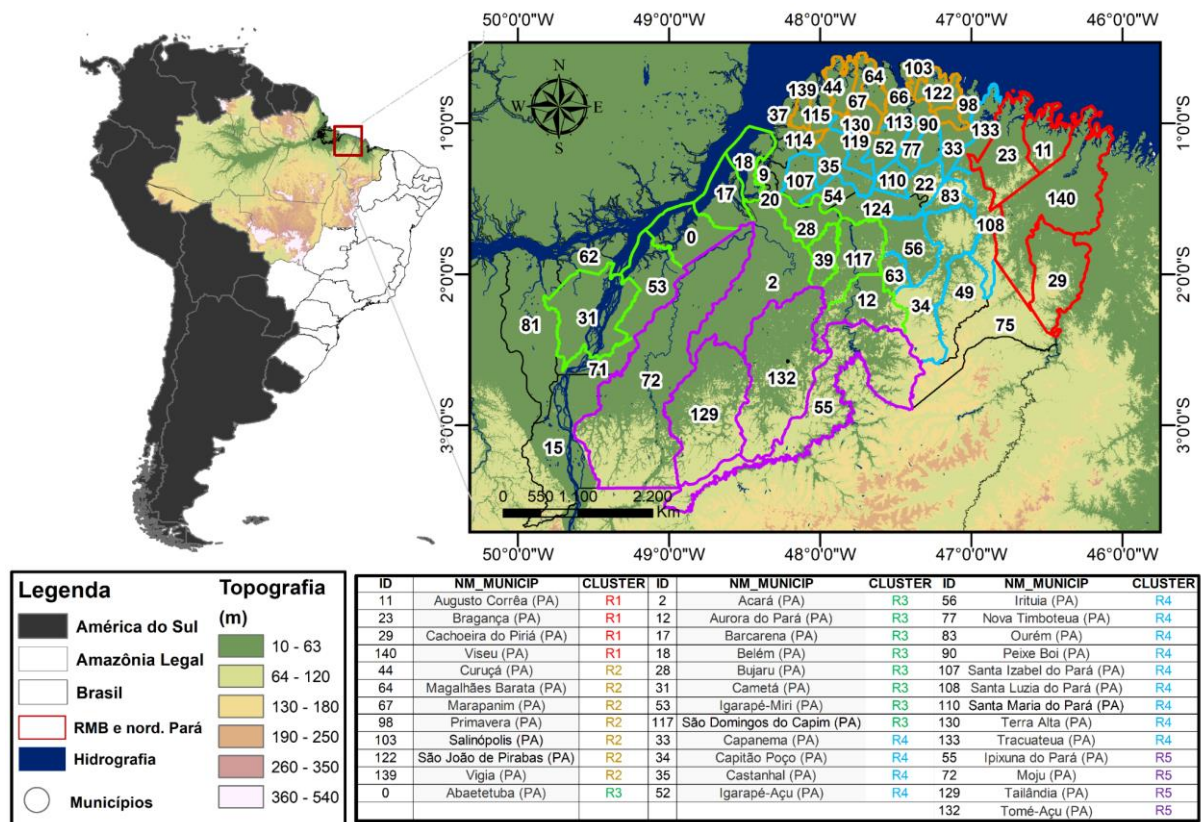 50°0'0"W 49°0'0"W 48°0'0"W 47°0'0"W 46°0'0"W
N
W E
S
1°0'0"S 1°0'0"S
2°0'0"S 2°0'0"S
3°0'0"S 3°0'0"S
103
64
139 44
67 66 122 98
37 115 113
130 90 133
114 119 52 77 33 23 11
18 35
9 107 110 22
17 20 54 83 140
124
28 108
0 56
62 39 117
53 2 63 29
12 49
31 34
81 75
71
72 132
129 55
15
0 550 1.100 2.200
Km
50°0'0"W 49°0'0"W 48°0'0"W 47°0'0"W 46°0'0"W
Legenda
América do Sul
Amazônia Legal
Brasil
RMB e nord. Pará
Hidrografia
Municípios
Topografia
(m)
10 - 63
64 - 120
130 - 180
190 - 250
260 - 350
360 - 540
ID NM_MUNICIP CLUSTER ID NM_MUNICIP CLUSTER ID NM_MUNICIP CLUSTER
11 Augusto Corrêa (PA) R1 2 Acará (PA) R3 56 Irituia (PA) R4
23 Bragança (PA) R1 12 Aurora do Pará (PA) R3 77 Nova Timboteua (PA) R4
29 Cachoeira do Piriá (PA) R1 17 Barcarena (PA) R3 83 Ourém (PA) R4
140 Viseu (PA) R1 18 Belém (PA) R3 90 Peixe Boi (PA) R4
44 Curuçá (PA) R2 28 Bujaru (PA) R3 107 Santa Izabel do Pará (PA) R4
64 Magalhães Barata (PA) R2 31 Cametá (PA) R3 108 Santa Luzia do Pará (PA) R4
67 Marapanim (PA) R2 53 Igarapé-Miri (PA) R3 110 Santa Maria do Pará (PA) R4
98 Primavera (PA) R2 117 São Domingos do Capim (PA) R3 130 Terra Alta (PA) R4
103 Salinópolis (PA) R2 33 Capanema (PA) R4 133 Tracuateua (PA) R4
122 São João de Pirabas (PA) R2 34 Capitão Poço (PA) R4 55 Ipixuna do Pará (PA) R5
139 Vigia (PA) R2 35 Castanhal (PA) R4 72 Moju (PA) R5
0 Abaetetuba (PA) R3 52 Igarapé-Açu (PA) R4 129 Tailândia (PA) R5
132 Tomé-Açu (PA) R5